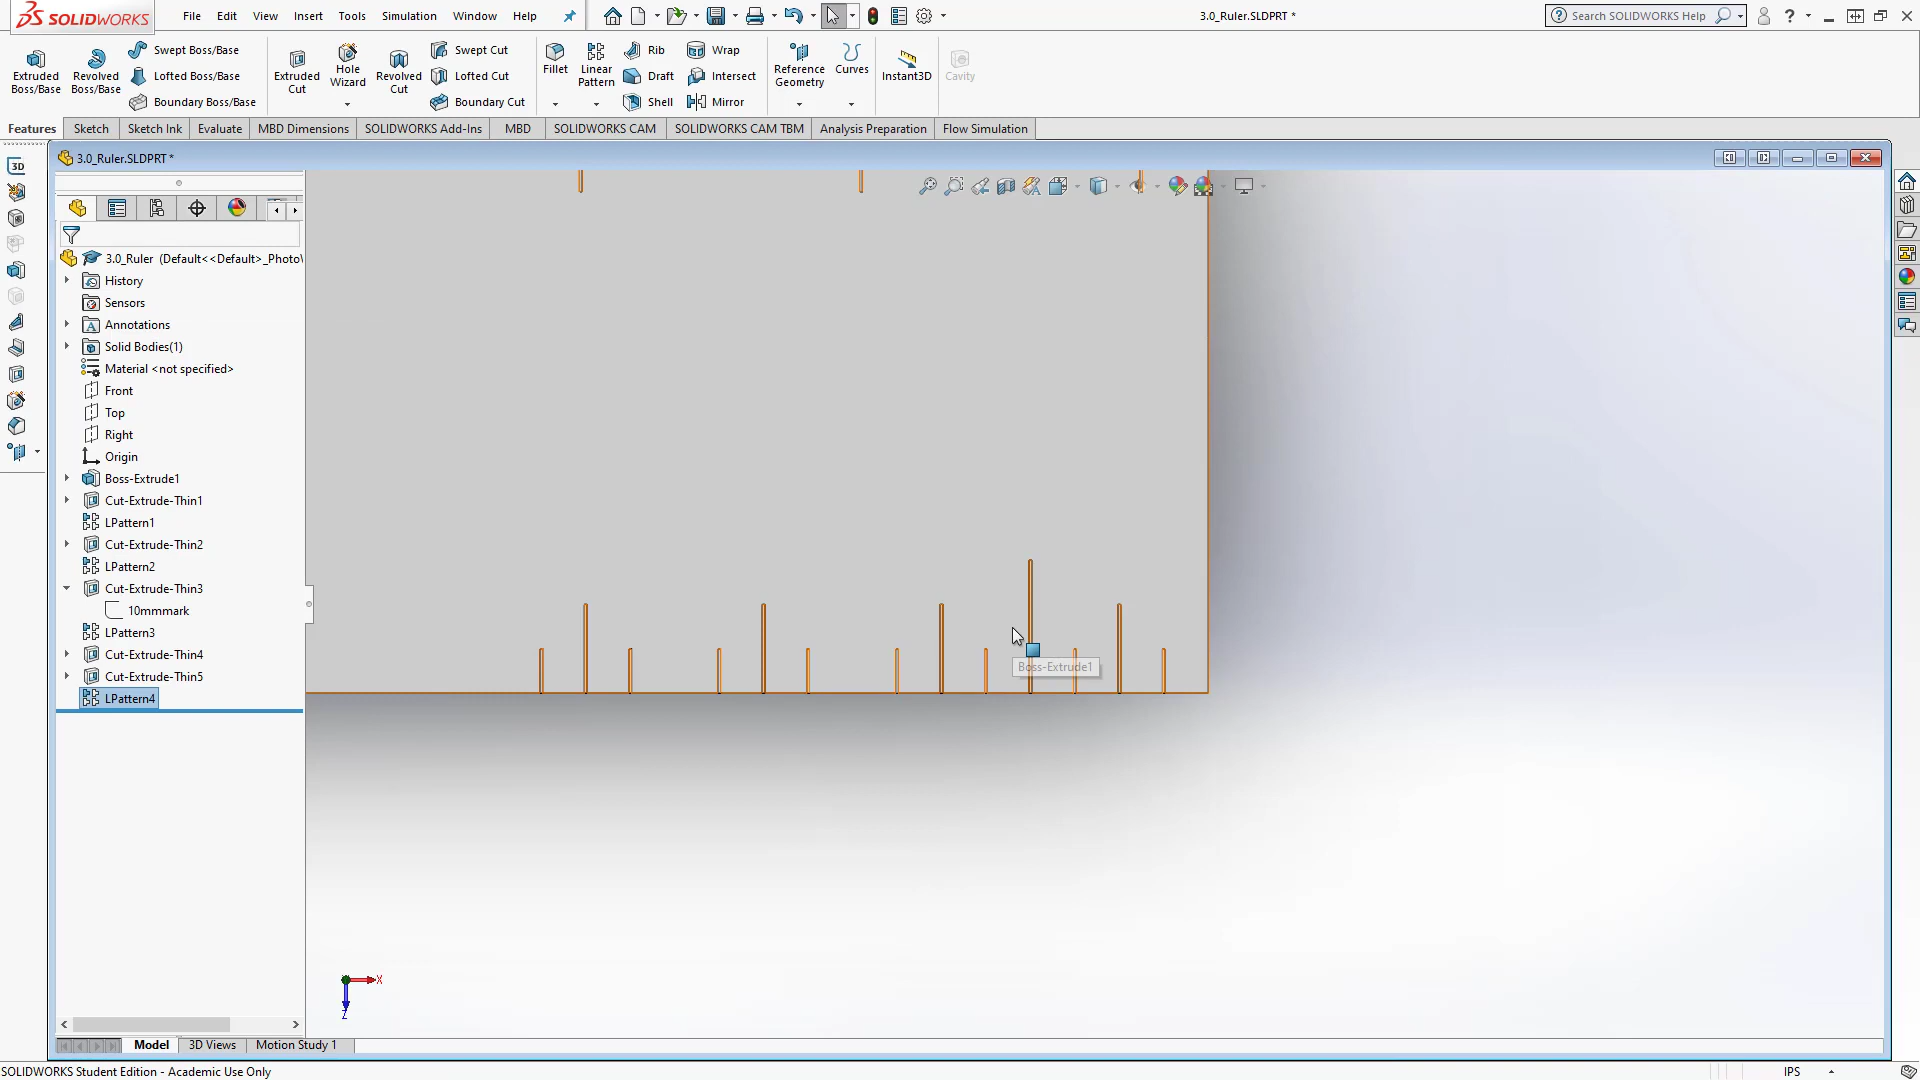 SOLIDWORKS
File Edit View Insert Tools Simulation Window Help
3.0_Ruler.SLDPRT *
Search SOLIDWORKS Help
Extruded Boss/Base
Revolved Boss/Base
Swept Boss/Base
Lofted Boss/Base
Boundary Boss/Base
Extruded Cut
Hole Wizard
Revolved Cut
Swept Cut
Lofted Cut
Boundary Cut
Fillet
Linear Pattern
Rib
Draft
Shell
Wrap
Intersect
Mirror
Reference Geometry
Curves
Instant3D
Cavity
Features Sketch Sketch Ink Evaluate MBD Dimensions SOLIDWORKS Add-Ins MBD SOLIDWORKS CAM SOLIDWORKS CAM TBM Analysis Preparation Flow Simulation
3D
3.0_Ruler.SLDPRT *
3.0_Ruler (Default<<Default>_Photo
History
Sensors
Annotations
Solid Bodies(1)
Material <not specified>
Front
Top
Right
Origin
Boss-Extrude1
Cut-Extrude-Thin1
LPattern1
Cut-Extrude-Thin2
LPattern2
Cut-Extrude-Thin3
10mmmark
LPattern3
Cut-Extrude-Thin4
Cut-Extrude-Thin5
LPattern4
Boss-Extrude1
X
Z
Model 3D Views Motion Study 1
SOLIDWORKS Student Edition - Academic Use Only
IPS